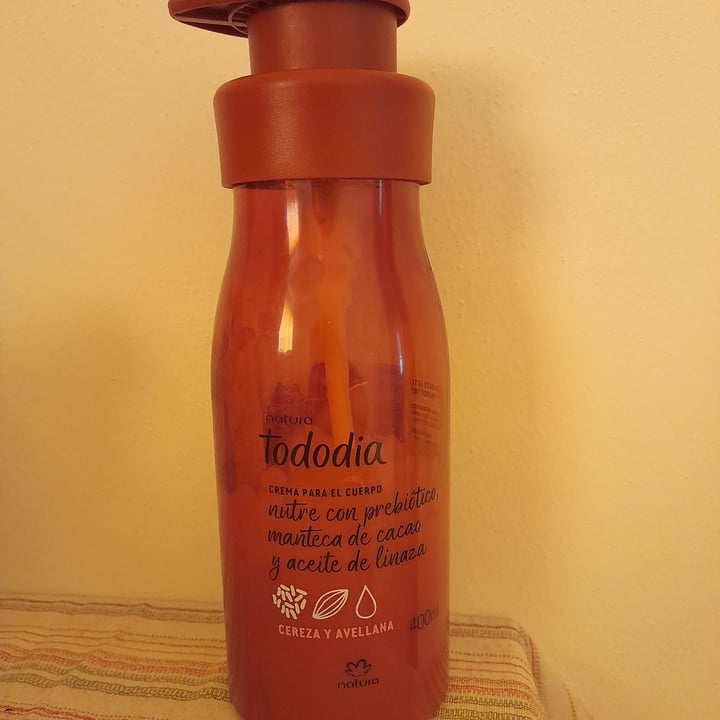 natura
tododia
CREMA PARA EL CUERPO
nutre con prebiótico,
manteca de cacao
y aceite de linaza
CEREZA Y AVELLANA
400ml
natura